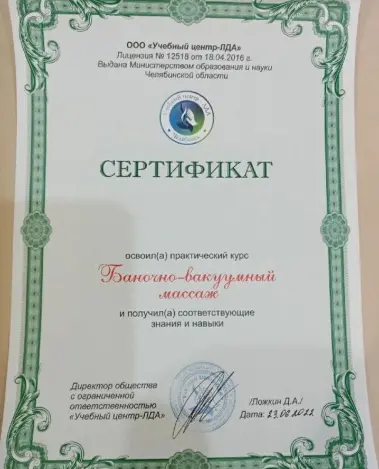 ООО «Учебный центр-ЛДА»
Лицензия № 12518 от 18.04.2016 г.
Выдана Министерством образования и науки
Челябинской области
СЕРТИФИКАТ
освоил(а) практический курс
Баночно-вакуумный
массаж
и получил(а) соответствующие
знания и навыки
Директор общества
с ограниченной
ответственностью
«Учебный центр-ЛДА»
/Ложкин Д.А./
Дата: 23.06.2022